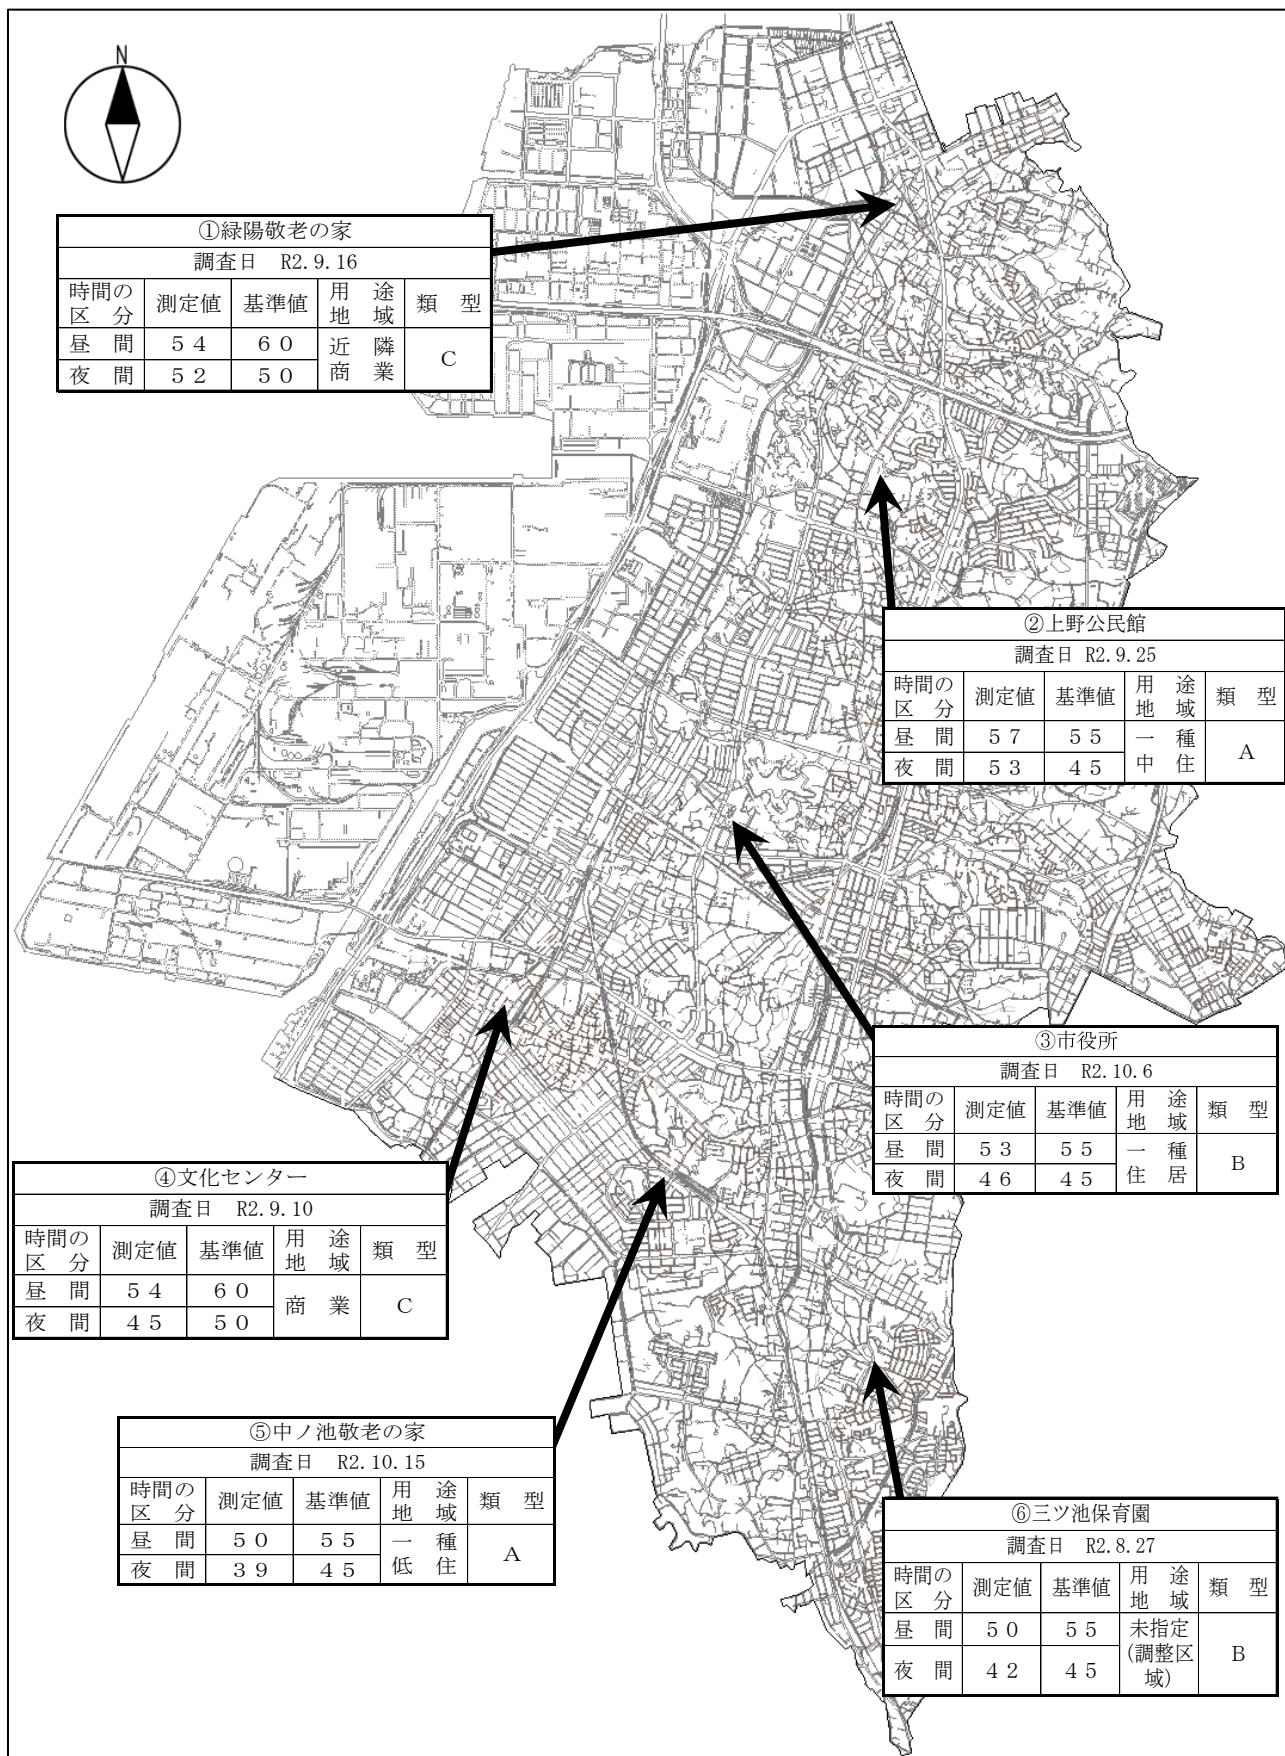 N
①緑陽敬老の家
調査日 R2.9.16
時間の区分 測定値 基準値 用途地域 類型
昼間 54 60 近隣商業 C
夜間 52 50
②上野公民館
調査日 R2.9.25
時間の区分 測定値 基準値 用途地域 類型
昼間 57 55 一種中住 A
夜間 53 45
③市役所
調査日 R2.10.6
時間の区分 測定値 基準値 用途地域 類型
昼間 53 55 一種住居 B
夜間 46 45
④文化センター
調査日 R2.9.10
時間の区分 測定値 基準値 用途地域 類型
昼間 54 60 商業 C
夜間 45 50
⑤中ノ池敬老の家
調査日 R2.10.15
時間の区分 測定値 基準値 用途地域 類型
昼間 50 55 一種低住 A
夜間 39 45
⑥三ツ池保育園
調査日 R2.8.27
時間の区分 測定値 基準値 用途地域 類型
昼間 50 55 未指定(調整区域) B
夜間 42 45